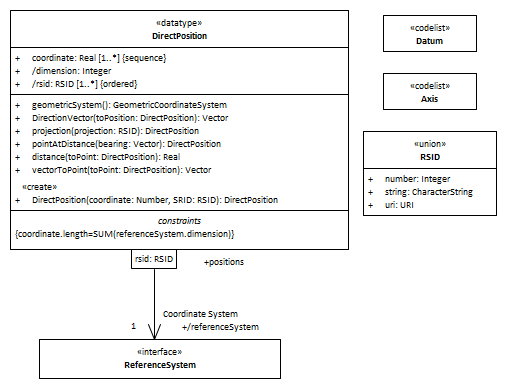 «datatype»
DirectPosition
+ coordinate: Real [1..*] {sequence}
+ /dimension: Integer
+ /rsid: RSID [1..*] {ordered}
+ geometricSystem(): GeometricCoordinateSystem
+ DirectionVector(toPosition: DirectPosition): Vector
+ projection(projection: RSID): DirectPosition
+ pointAtDistance(bearing: Vector): DirectPosition
+ distance(toPoint: DirectPosition): Real
+ vectorToPoint(toPoint: DirectPosition): Vector
«create»
+ DirectPosition(coordinate: Number, SRID: RSID): DirectPosition
constraints
{coordinate.length=SUM(referenceSystem.dimension)}
rsid: RSID
+positions
Coordinate System
1
+/referenceSystem
«interface»
ReferenceSystem
«codelist»
Datum
«codelist»
Axis
«union»
RSID
+ number: Integer
+ string: CharacterString
+ uri: URI